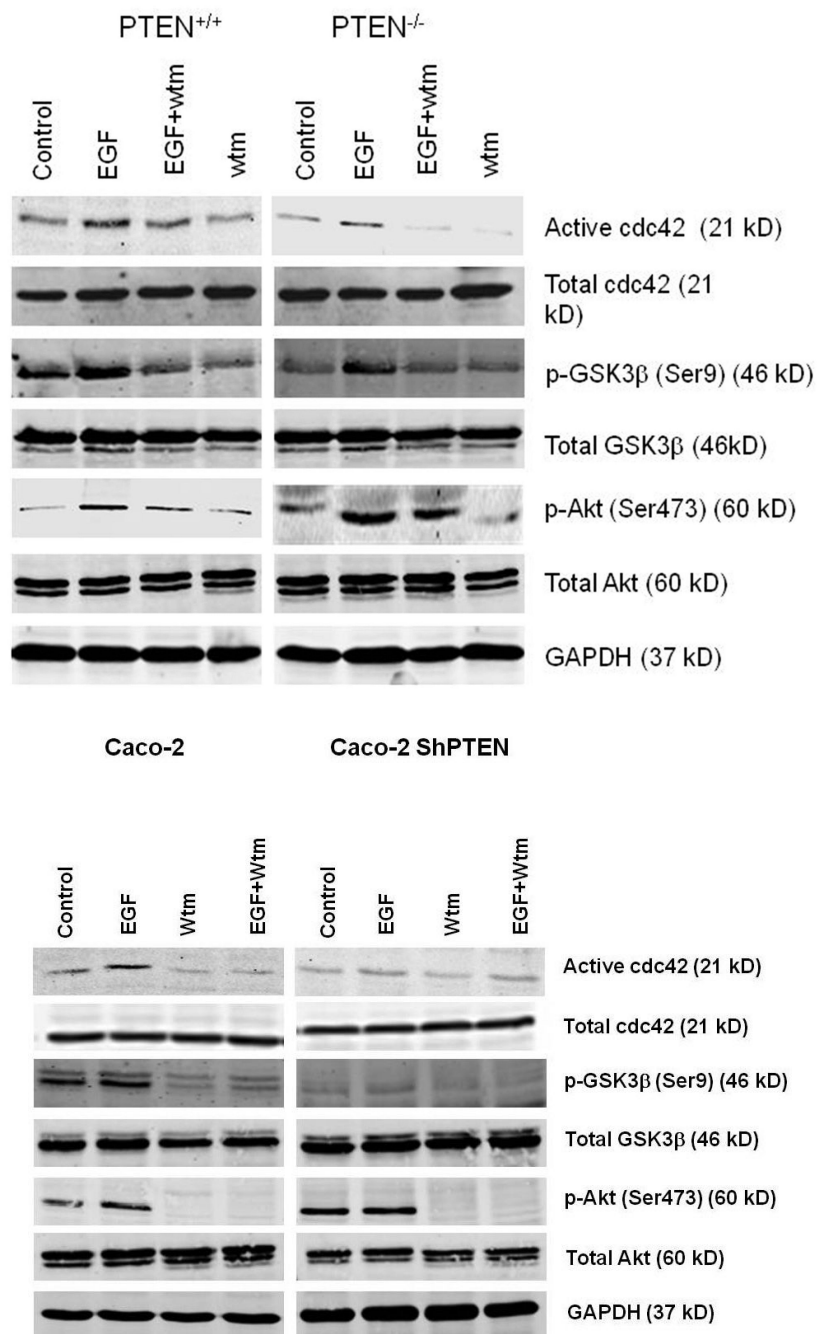 PTEN+/+ PTEN-/-
Control EGF EGF+wtm wtm Control EGF EGF+wtm wtm
Active cdc42 (21 kD)
Total cdc42 (21
kD)
p-GSK3β (Ser9) (46 kD)
Total GSK3β (46kD)
p-Akt (Ser473) (60 kD)
Total Akt (60 kD)
GAPDH (37 kD)
Caco-2 Caco-2 ShPTEN
Control EGF Wtm EGF+Wtm Control EGF Wtm EGF+Wtm
Active cdc42 (21 kD)
Total cdc42 (21 kD)
p-GSK3β (Ser9) (46 kD)
Total GSK3β (46 kD)
p-Akt (Ser473) (60 kD)
Total Akt (60 kD)
GAPDH (37 kD)